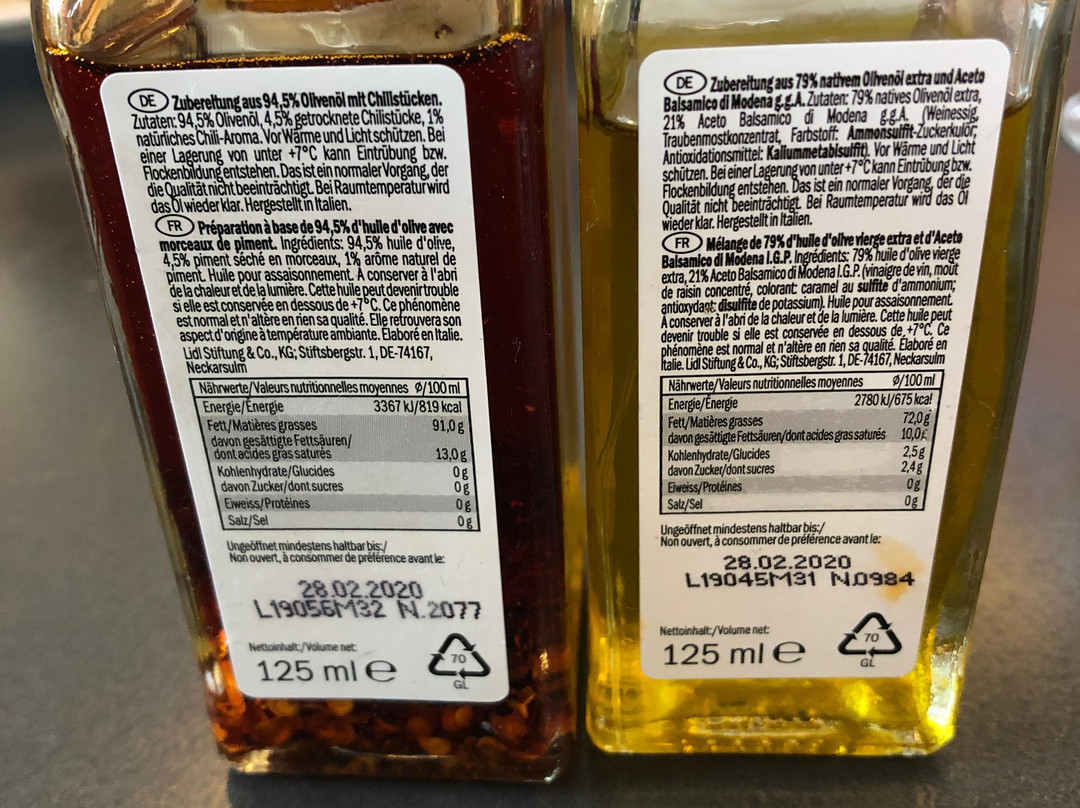 DE Zubereitung aus 94,5% Olivenöl mit Chilistücken.
Zutaten: 94,5% Olivenöl, 4,5% getrocknete Chilistücke, 1%
natürliches Chili-Aroma. Vor Wärme und Licht schützen. Bei
einer Lagerung von unter +7°C kann Eintrübung bzw.
Flockenbildung entstehen. Das ist ein normaler Vorgang, der
die Qualität nicht beeinträchtigt. Bei Raumtemperatur wird
das Öl wieder klar. Hergestellt in Italien.
FR Préparation à base de 94,5% d'huile d'olive avec
morceaux de piment. Ingrédients: 94,5% huile d'olive,
4,5% piment séché en morceaux, 1% arôme naturel de
piment. Huile pour assaisonnement. A conserver à l'abri
de la chaleur et de la lumière. Cette huile peut devenir trouble
si elle est conservée en dessous de +7°C. Ce phénomène
est normal et n'altère en rien sa qualité. Elle retrouvera son
aspect d'origine à température ambiante. Elaboré en Italie.
Lidl Stiftung & Co., KG; Stiftsbergstr. 1, DE-74167,
Neckarsulm
Nährwerte/Valeurs nutritionnelles moyennes Ø/100 ml
Energie/Énergie 3367 kJ/819 kcal
Fett/Matières grasses 91,0 g
davon gesättigte Fettsäuren/
dont acides gras saturés 13,0 g
Kohlenhydrate/Glucides 0 g
davon Zucker/dont sucres 0 g
Eiweiss/Protéines 0 g
Salz/Sel 0 g
Ungeöffnet mindestens haltbar bis:/
Non ouvert, à consommer de préférence avant le:
28.02.2020
L19056M32 N.2077
Nettoinhalt:/Volume net:
125 ml e
70
GL
DE Zubereitung aus 79% nativem Olivenöl extra und Aceto
Balsamico di Modena g.g.A. Zutaten: 79% natives Olivenöl extra,
21% Aceto Balsamico di Modena g.g.A. (Weinessig,
Traubenmostkonzentrat, Farbstoff: Ammonsulfit-Zuckerkulör;
Antioxidationsmittel: Kaliummetabisulfit). Vor Wärme und Licht
schützen. Bei einer Lagerung von unter +7°C kann Eintrübung bzw.
Flockenbildung entstehen. Das ist ein normaler Vorgang, der die
Qualität nicht beeinträchtigt. Bei Raumtemperatur wird das Öl
wieder klar. Hergestellt in Italien.
FR Mélange de 79% d'huile d'olive vierge extra et d'Aceto
Balsamico di Modena I.G.P. Ingrédients: 79% huile d'olive vierge
extra, 21% Aceto Balsamico di Modena I.G.P. (vinaigre de vin, moût
de raisin concentré, colorant: caramel au sulfite d'ammonium;
antioxydant: disulfite de potassium). Huile pour assaisonnement.
A conserver à l'abri de la chaleur et de la lumière. Cette huile peut
devenir trouble si elle est conservée en dessous de +7°C. Ce
phénomène est normal et n'altère en rien sa qualité. Elaboré en
Italie. Lidl Stiftung & Co., KG; Stiftsbergstr. 1, DE-74167, Neckarsulm
Nährwerte/Valeurs nutritionnelles moyennes Ø/100 ml
Energie/Énergie 2780 kJ/675 kcal
Fett/Matières grasses 72,0 g
davon gesättigte Fettsäuren/dont acides gras saturés 10,0 g
Kohlenhydrate/Glucides 2,5 g
davon Zucker/dont sucres 2,4 g
Eiweiss/Protéines 0 g
Salz/Sel 0 g
Ungeöffnet mindestens haltbar bis:/
Non ouvert, à consommer de préférence avant le:
28.02.2020
L19045M31 N.0984
Nettoinhalt:/Volume net:
125 ml e
70
GL